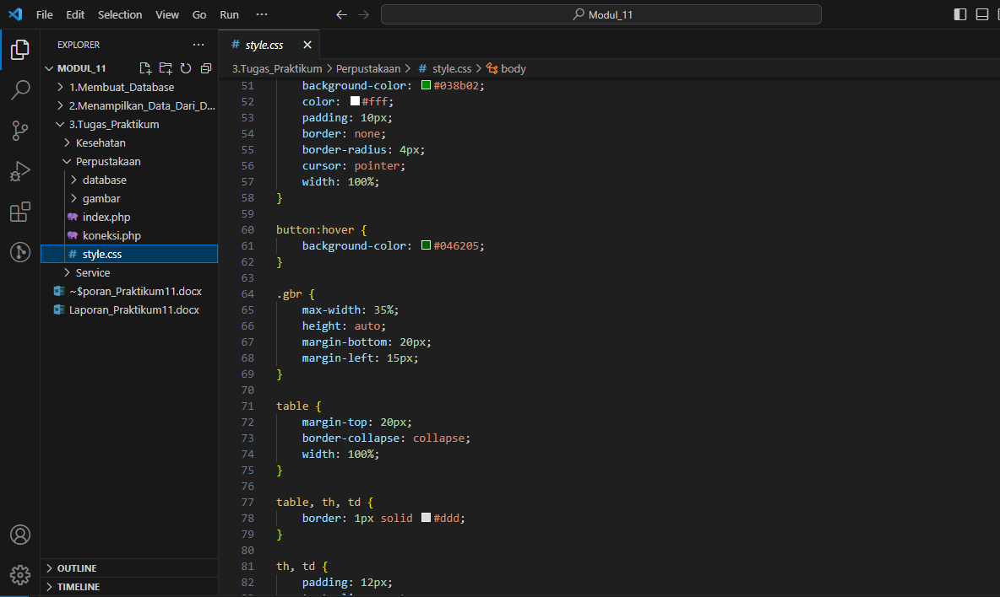 File Edit Selection View Go Run ···
Modul_11
EXPLORER ···
MODUL_11
1.Membuat_Database
2.Menampilkan_Data_Dari_D...
3.Tugas_Praktikum
Kesehatan
Perpustakaan
database
gambar
index.php
koneksi.php
# style.css
Service
~$poran_Praktikum11.docx
Laporan_Praktikum11.docx
OUTLINE
TIMELINE
# style.css
3.Tugas_Praktikum > Perpustakaan > # style.css > body
51 background-color: #038b02;
52 color: #fff;
53 padding: 10px;
54 border: none;
55 border-radius: 4px;
56 cursor: pointer;
57 width: 100%;
58 }
59
60 button:hover {
61 background-color: #046205;
62 }
63
64 .gbr {
65 max-width: 35%;
66 height: auto;
67 margin-bottom: 20px;
68 margin-left: 15px;
69 }
70
71 table {
72 margin-top: 20px;
73 border-collapse: collapse;
74 width: 100%;
75 }
76
77 table, th, td {
78 border: 1px solid #ddd;
79 }
80
81 th, td {
82 padding: 12px;